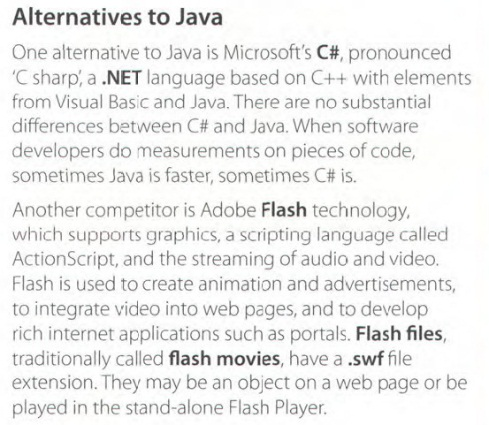 Alternatives to Java
One alternative to Java is Microsoft's C#, pronounced
'C sharp', a .NET language based on C++ with elements
from Visual Basic and Java. There are no substantial
differences between C# and Java. When software
developers do measurements on pieces of code,
sometimes Java is faster, sometimes C# is.
Another competitor is Adobe Flash technology,
which supports graphics, a scripting language called
ActionScript, and the streaming of audio and video.
Flash is used to create animation and advertisements,
to integrate video into web pages, and to develop
rich internet applications such as portals. Flash files,
traditionally called flash movies, have a .swf file
extension. They may be an object on a web page or be
played in the stand-alone Flash Player.